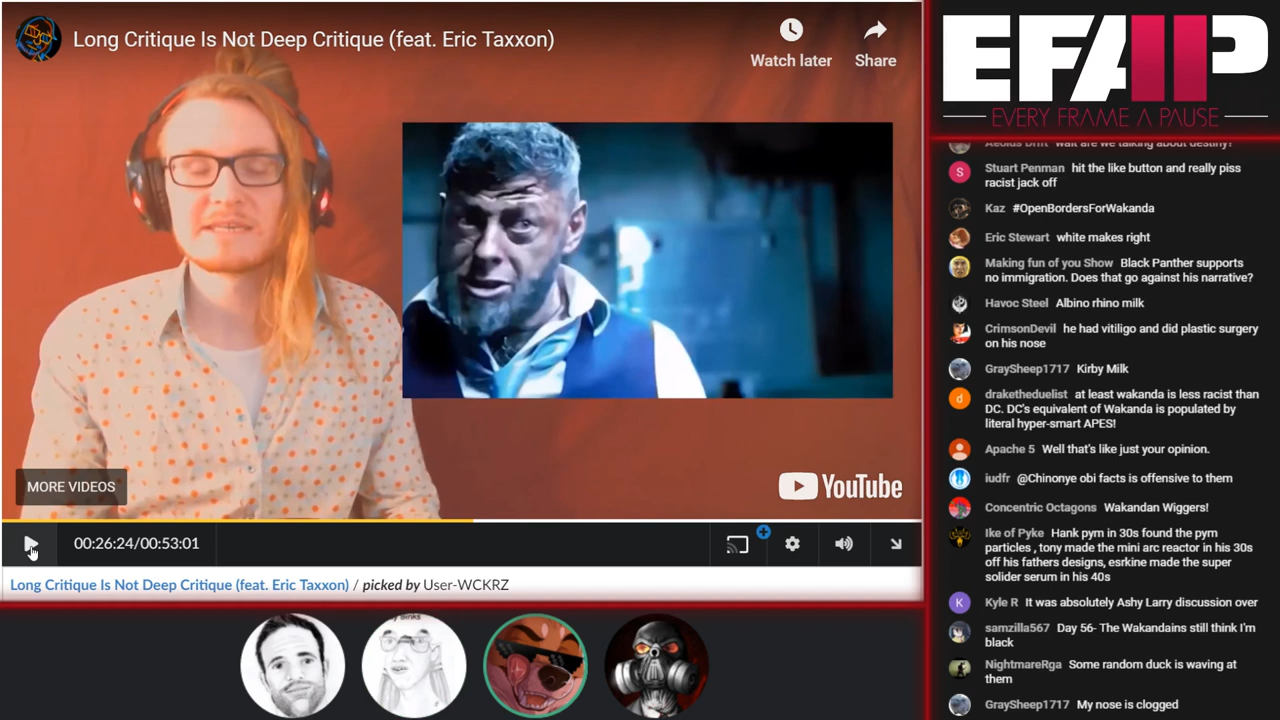 Long Critique Is Not Deep Critique (feat. Eric Taxxon)
Watch later
Share
MORE VIDEOS
YouTube
00:26:24/00:53:01
Long Critique Is Not Deep Critique (feat. Eric Taxxon) / picked by User-WCKRZ
EFAP
EVERY FRAME A PAUSE
Aeolus Drift wait are we talking about destiny?
Stuart Penman hit the like button and really piss
racist jack off
Kaz #OpenBordersForWakanda
Eric Stewart white makes right
Making fun of you Show Black Panther supports
no immigration. Does that go against his narrative?
Havoc Steel Albino rhino milk
CrimsonDevil he had vitiligo and did plastic surgery
on his nose
GraySheep1717 Kirby Milk
draketheduelist at least wakanda is less racist than
DC. DC's equivalent of Wakanda is populated by
literal hyper-smart APES!
Apache 5 Well that's like just your opinion.
iudfr @Chinonye obi facts is offensive to them
Concentric Octagons Wakandan Wiggers!
Ike of Pyke Hank pym in 30s found the pym
particles , tony made the mini arc reactor in his 30s
off his fathers designs, esrkine made the super
solider serum in his 40s
Kyle R It was absolutely Ashy Larry discussion over
samzilla567 Day 56- The Wakandains still think I'm
black
NightmareRga Some random duck is waving at
them
GraySheep1717 My nose is clogged